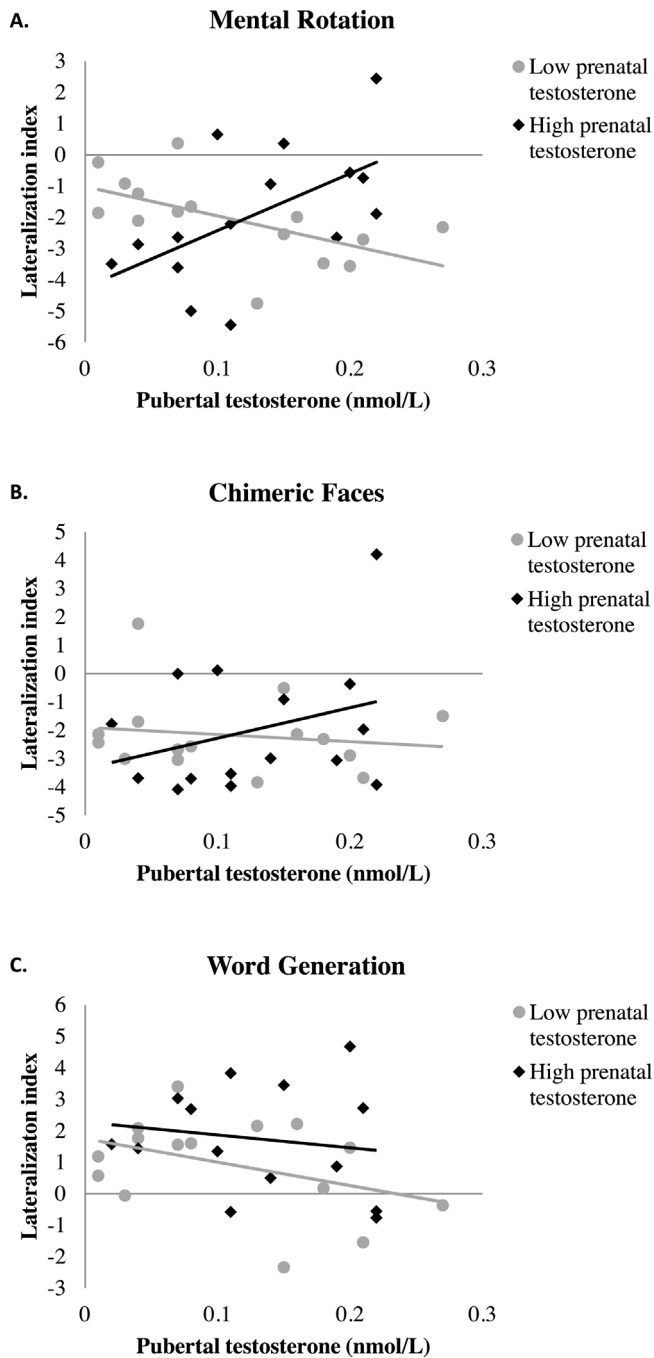 A.
Mental Rotation
3
2
1
0
-1
-2
-3
-4
-5
-6
Lateralization index
0 0.1 0.2 0.3
Pubertal testosterone (nmol/L)
Low prenatal
testosterone
High prenatal
testosterone
B.
Chimeric Faces
5
4
3
2
1
0
-1
-2
-3
-4
-5
Lateralization index
0 0.1 0.2 0.3
Pubertal testosterone (nmol/L)
Low prenatal
testosterone
High prenatal
testosterone
C.
Word Generation
6
5
4
3
2
1
0
-1
-2
-3
Lateralizaton index
0 0.1 0.2 0.3
Pubertal testosterone (nmol/L)
Low prenatal
testosterone
High prenatal
testosterone